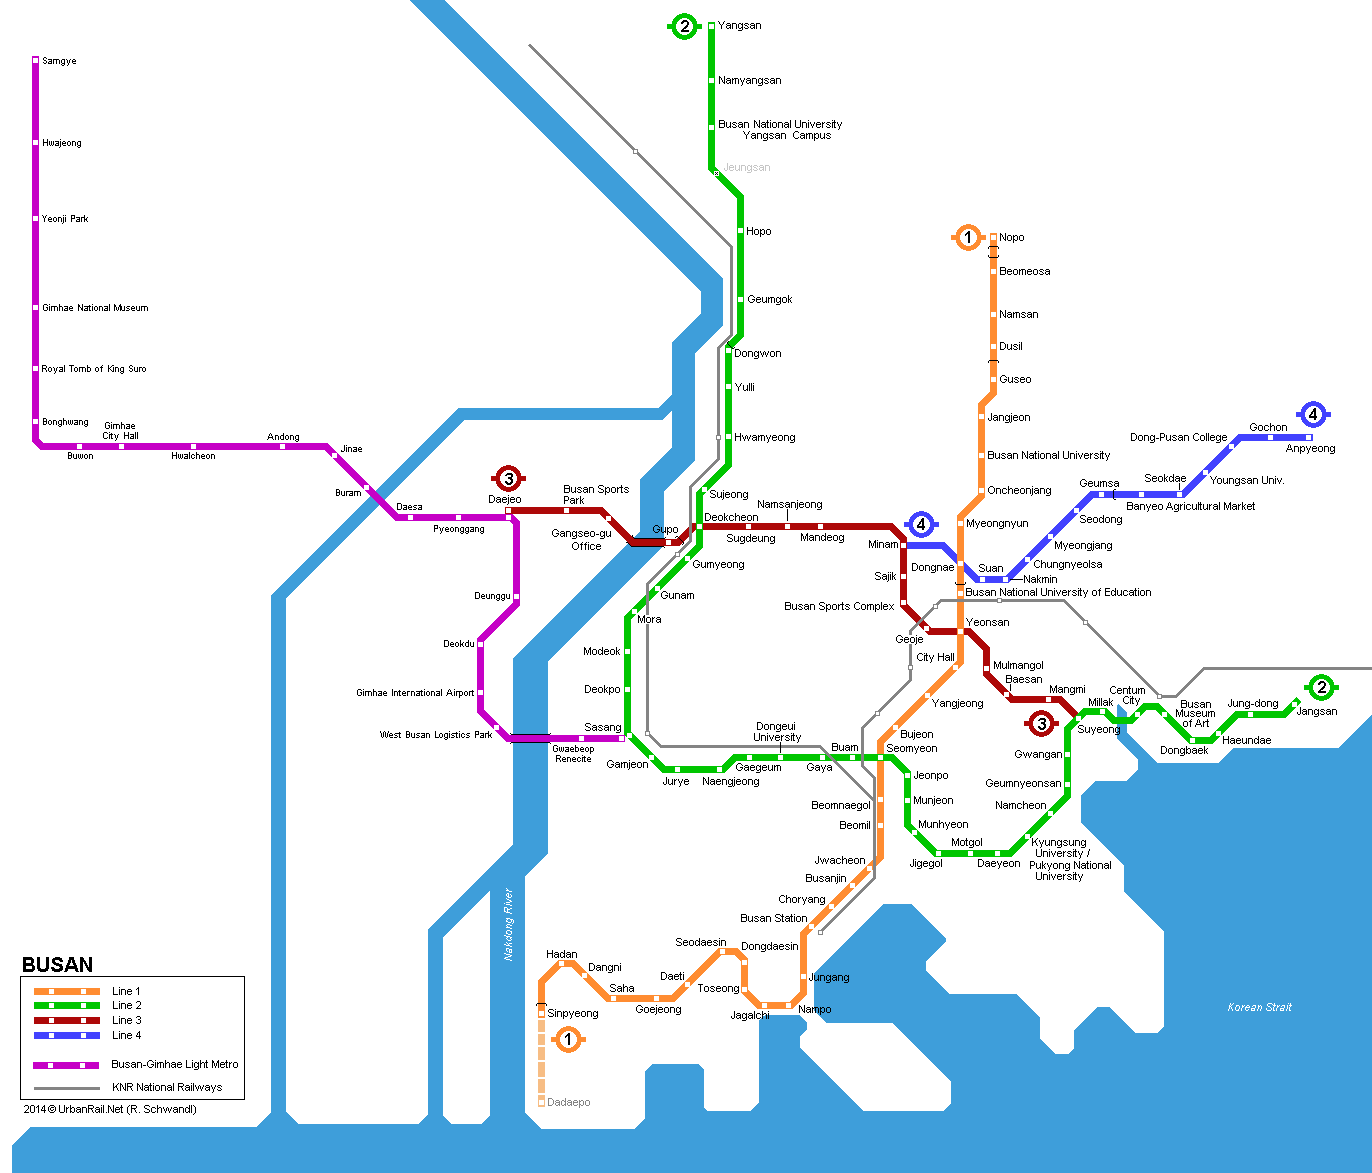 2
Yangsan
Namyangsan
Busan National University
Yangsan Campus
Jeungsan
Hopo
Geumgok
Dongwon
Yulli
Hwamyeong
Sujeong
Deokcheon
Gumyeong
Gunam
Mora
Modeok
Deokpo
Sasang
Gamjeon
Jurye
Naengjeong
Gaegeum
Dongeui
University
Gaya
Buam
Seomyeon
Jeonpo
Munjeon
Munhyeon
Jigegol
Motgol
Daeyeon
Kyungsung
University /
Pukyong National
University
Namcheon
Geumnyeonsan
Gwangan
Suyeong
Millak
Centum
City
Busan
Museum
of Art
Dongbaek
Haeundae
Jung-dong
Jangsan
2
Samgye
Hwajeong
Yeonji Park
Gimhae National Museum
Royal Tomb of King Suro
Bonghwang
Buwon
Gimhae
City Hall
Hwalcheon
Andong
Jinae
Buram
Daesa
Pyeonggang
Deunggu
Deokdu
Gimhae International Airport
West Busan Logistics Park
Gwaebeop
Renecite
3
Daejeo
Busan Sports
Park
Gangseo-gu
Office
Gupo
Sugdeung
Namsanjeong
Mandeog
Minam
Sajik
Busan Sports Complex
Geoje
Yeonsan
Mulmangol
Baesan
Mangmi
3
4
Dongnae
Suan
Nakmin
Chungnyeolsa
Myeongjang
Seodong
Geumsa
Banyeo Agricultural Market
Seokdae
Youngsan Univ.
Dong-Pusan College
Gochon
Anpyeong
4
1
Nopo
Beomeosa
Namsan
Dusil
Guseo
Jangjeon
Busan National University
Oncheonjang
Myeongnyun
Busan National University of Education
City Hall
Yangjeong
Bujeon
Beomnaegol
Beomil
Jwacheon
Busanjin
Choryang
Busan Station
Jungang
Nampo
Jagalchi
Toseong
Dongdaesin
Seodaesin
Daeti
Goejeong
Saha
Dangni
Hadan
Sinpyeong
1
Dadaepo
Nakdong River
Korean Strait
BUSAN
Line 1
Line 2
Line 3
Line 4
Busan-Gimhae Light Metro
KNR National Railways
2014 © UrbanRail.Net (R. Schwandl)